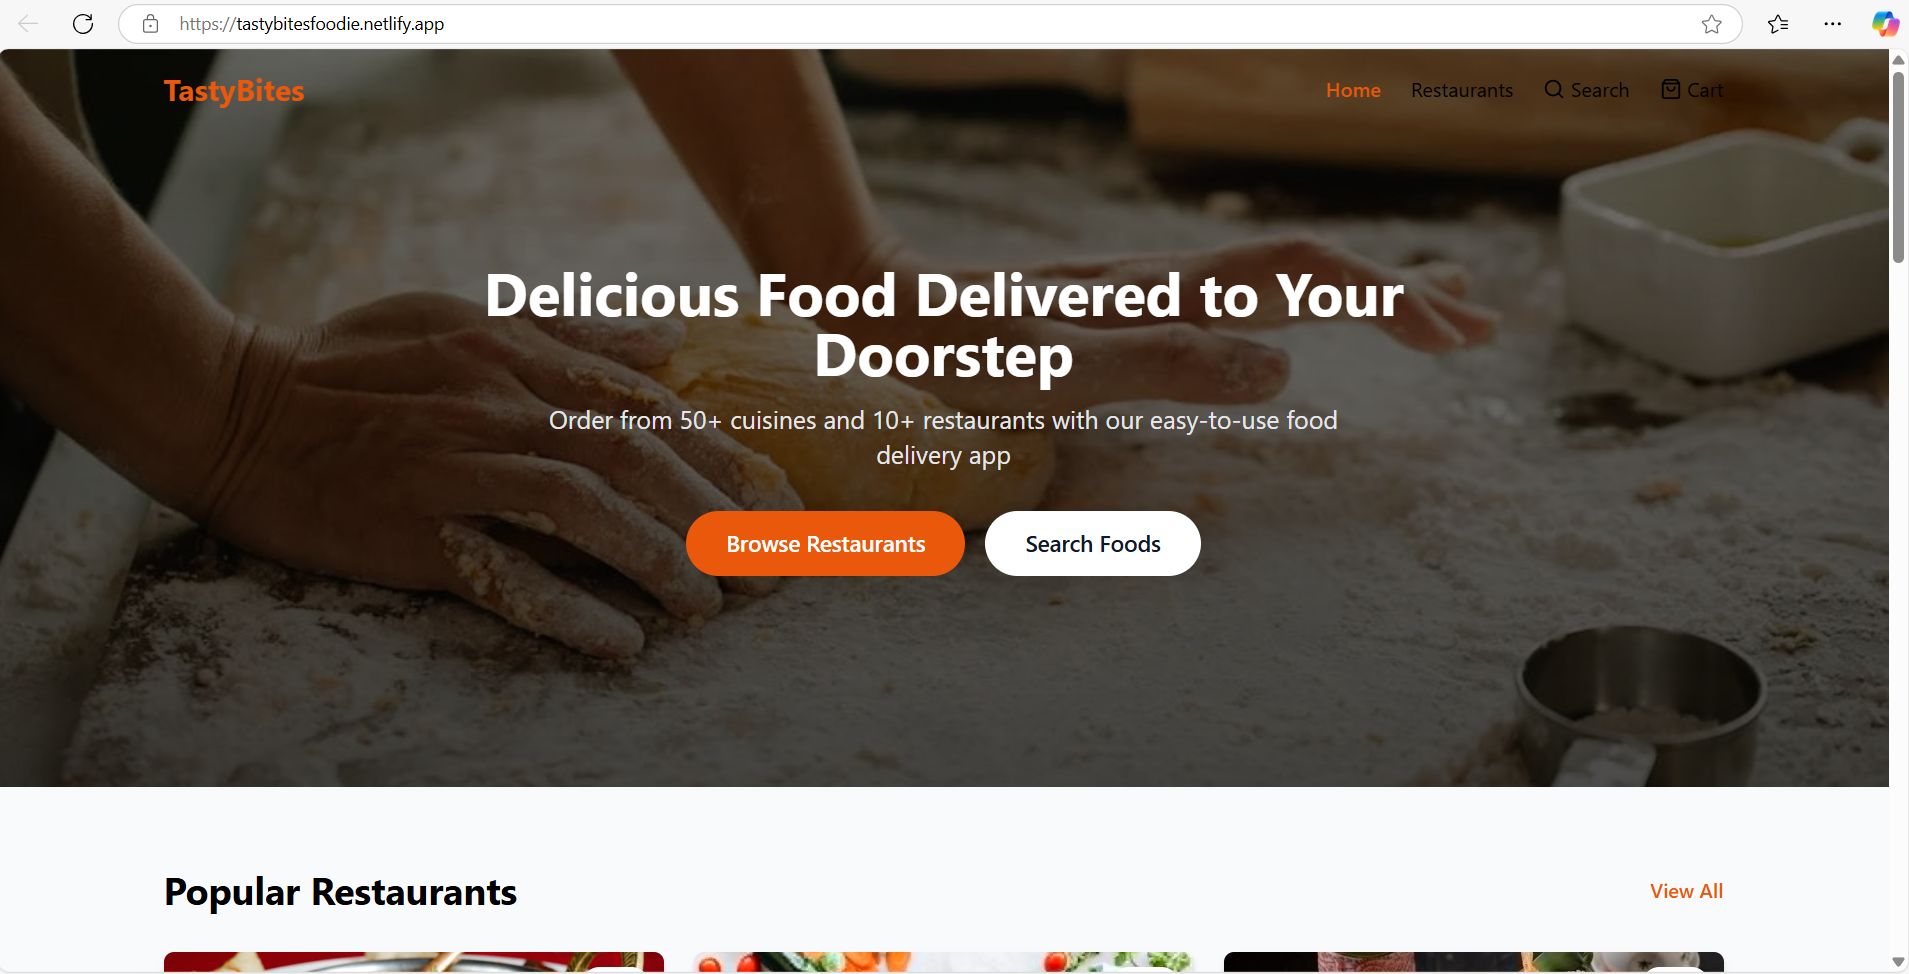 https://tastybitesfoodie.netlify.app
TastyBites
Home Restaurants Search Cart
Delicious Food Delivered to Your
Doorstep
Order from 50+ cuisines and 10+ restaurants with our easy-to-use food
delivery app
Browse Restaurants Search Foods
Popular Restaurants View All